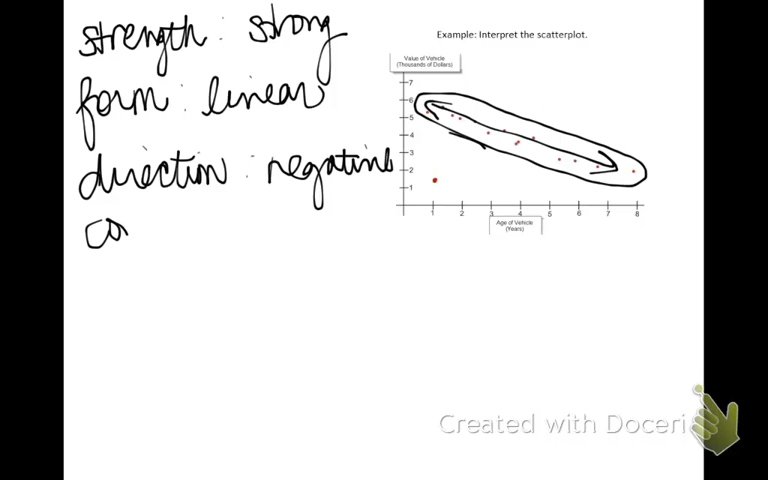 strength: strong
Example: Interpret the scatterplot.
Value of Vehicle
(Thousands of Dollars)
7
6
5
4
3
2
1
1 2 3 4 5 6 7 8
Age of Vehicle
(Years)
form: linear
direction: negative
co
Created with Doceri